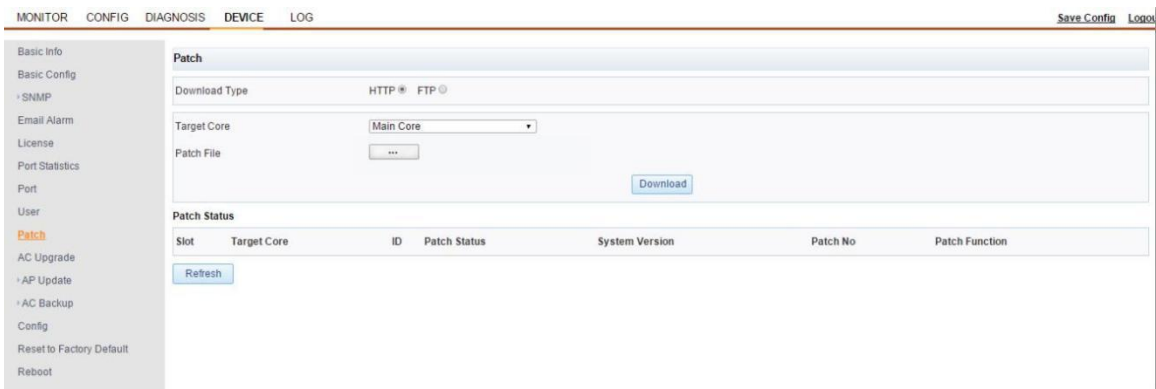 MONITOR CONFIG DIAGNOSIS DEVICE LOG Save Config
Basic Info
Basic Config
SNMP
Email Alarm
License
Port Statistics
Port
User
Patch
AC Upgrade
AP Update
AC Backup
Config
Reset to Factory Default
Reboot
Patch
Download Type HTTP FTP
Target Core Main Core
Patch File ...
Download
Patch Status
Slot Target Core ID Patch Status System Version Patch No Patch Function
Refresh